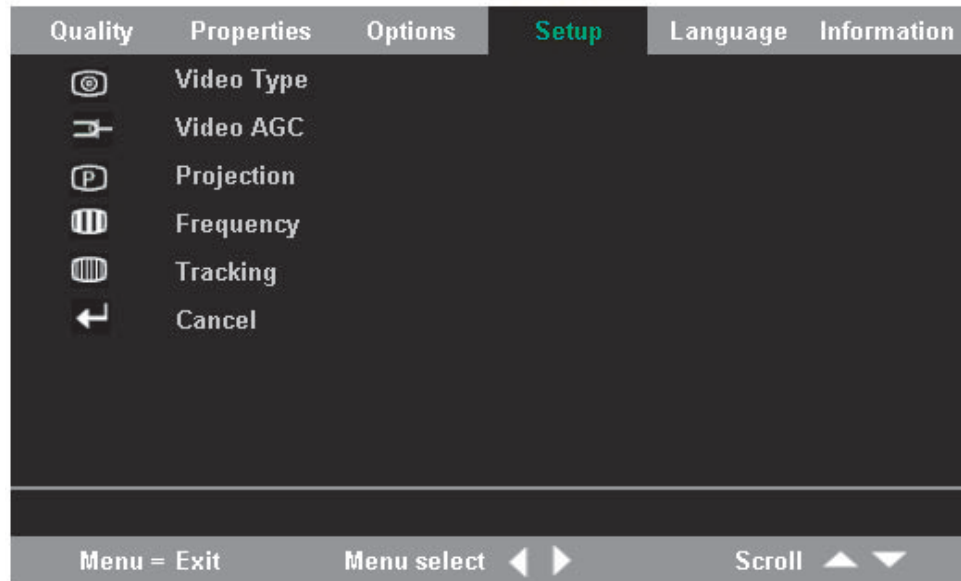 Quality Properties Options Setup Language Information
Video Type
Video AGC
P Projection
Frequency
Tracking
Cancel
Menu = Exit Menu select Scroll